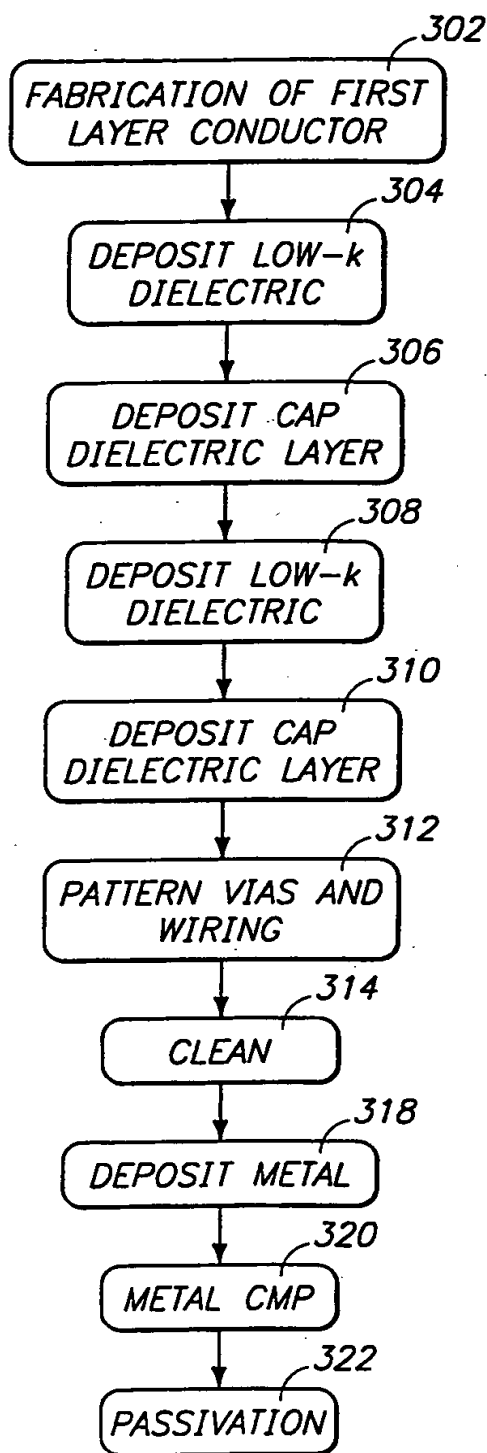 302
FABRICATION OF FIRST
LAYER CONDUCTOR
304
DEPOSIT LOW-k
DIELECTRIC
306
DEPOSIT CAP
DIELECTRIC LAYER
308
DEPOSIT LOW-k
DIELECTRIC
310
DEPOSIT CAP
DIELECTRIC LAYER
312
PATTERN VIAS AND
WIRING
314
CLEAN
318
DEPOSIT METAL
320
METAL CMP
322
PASSIVATION